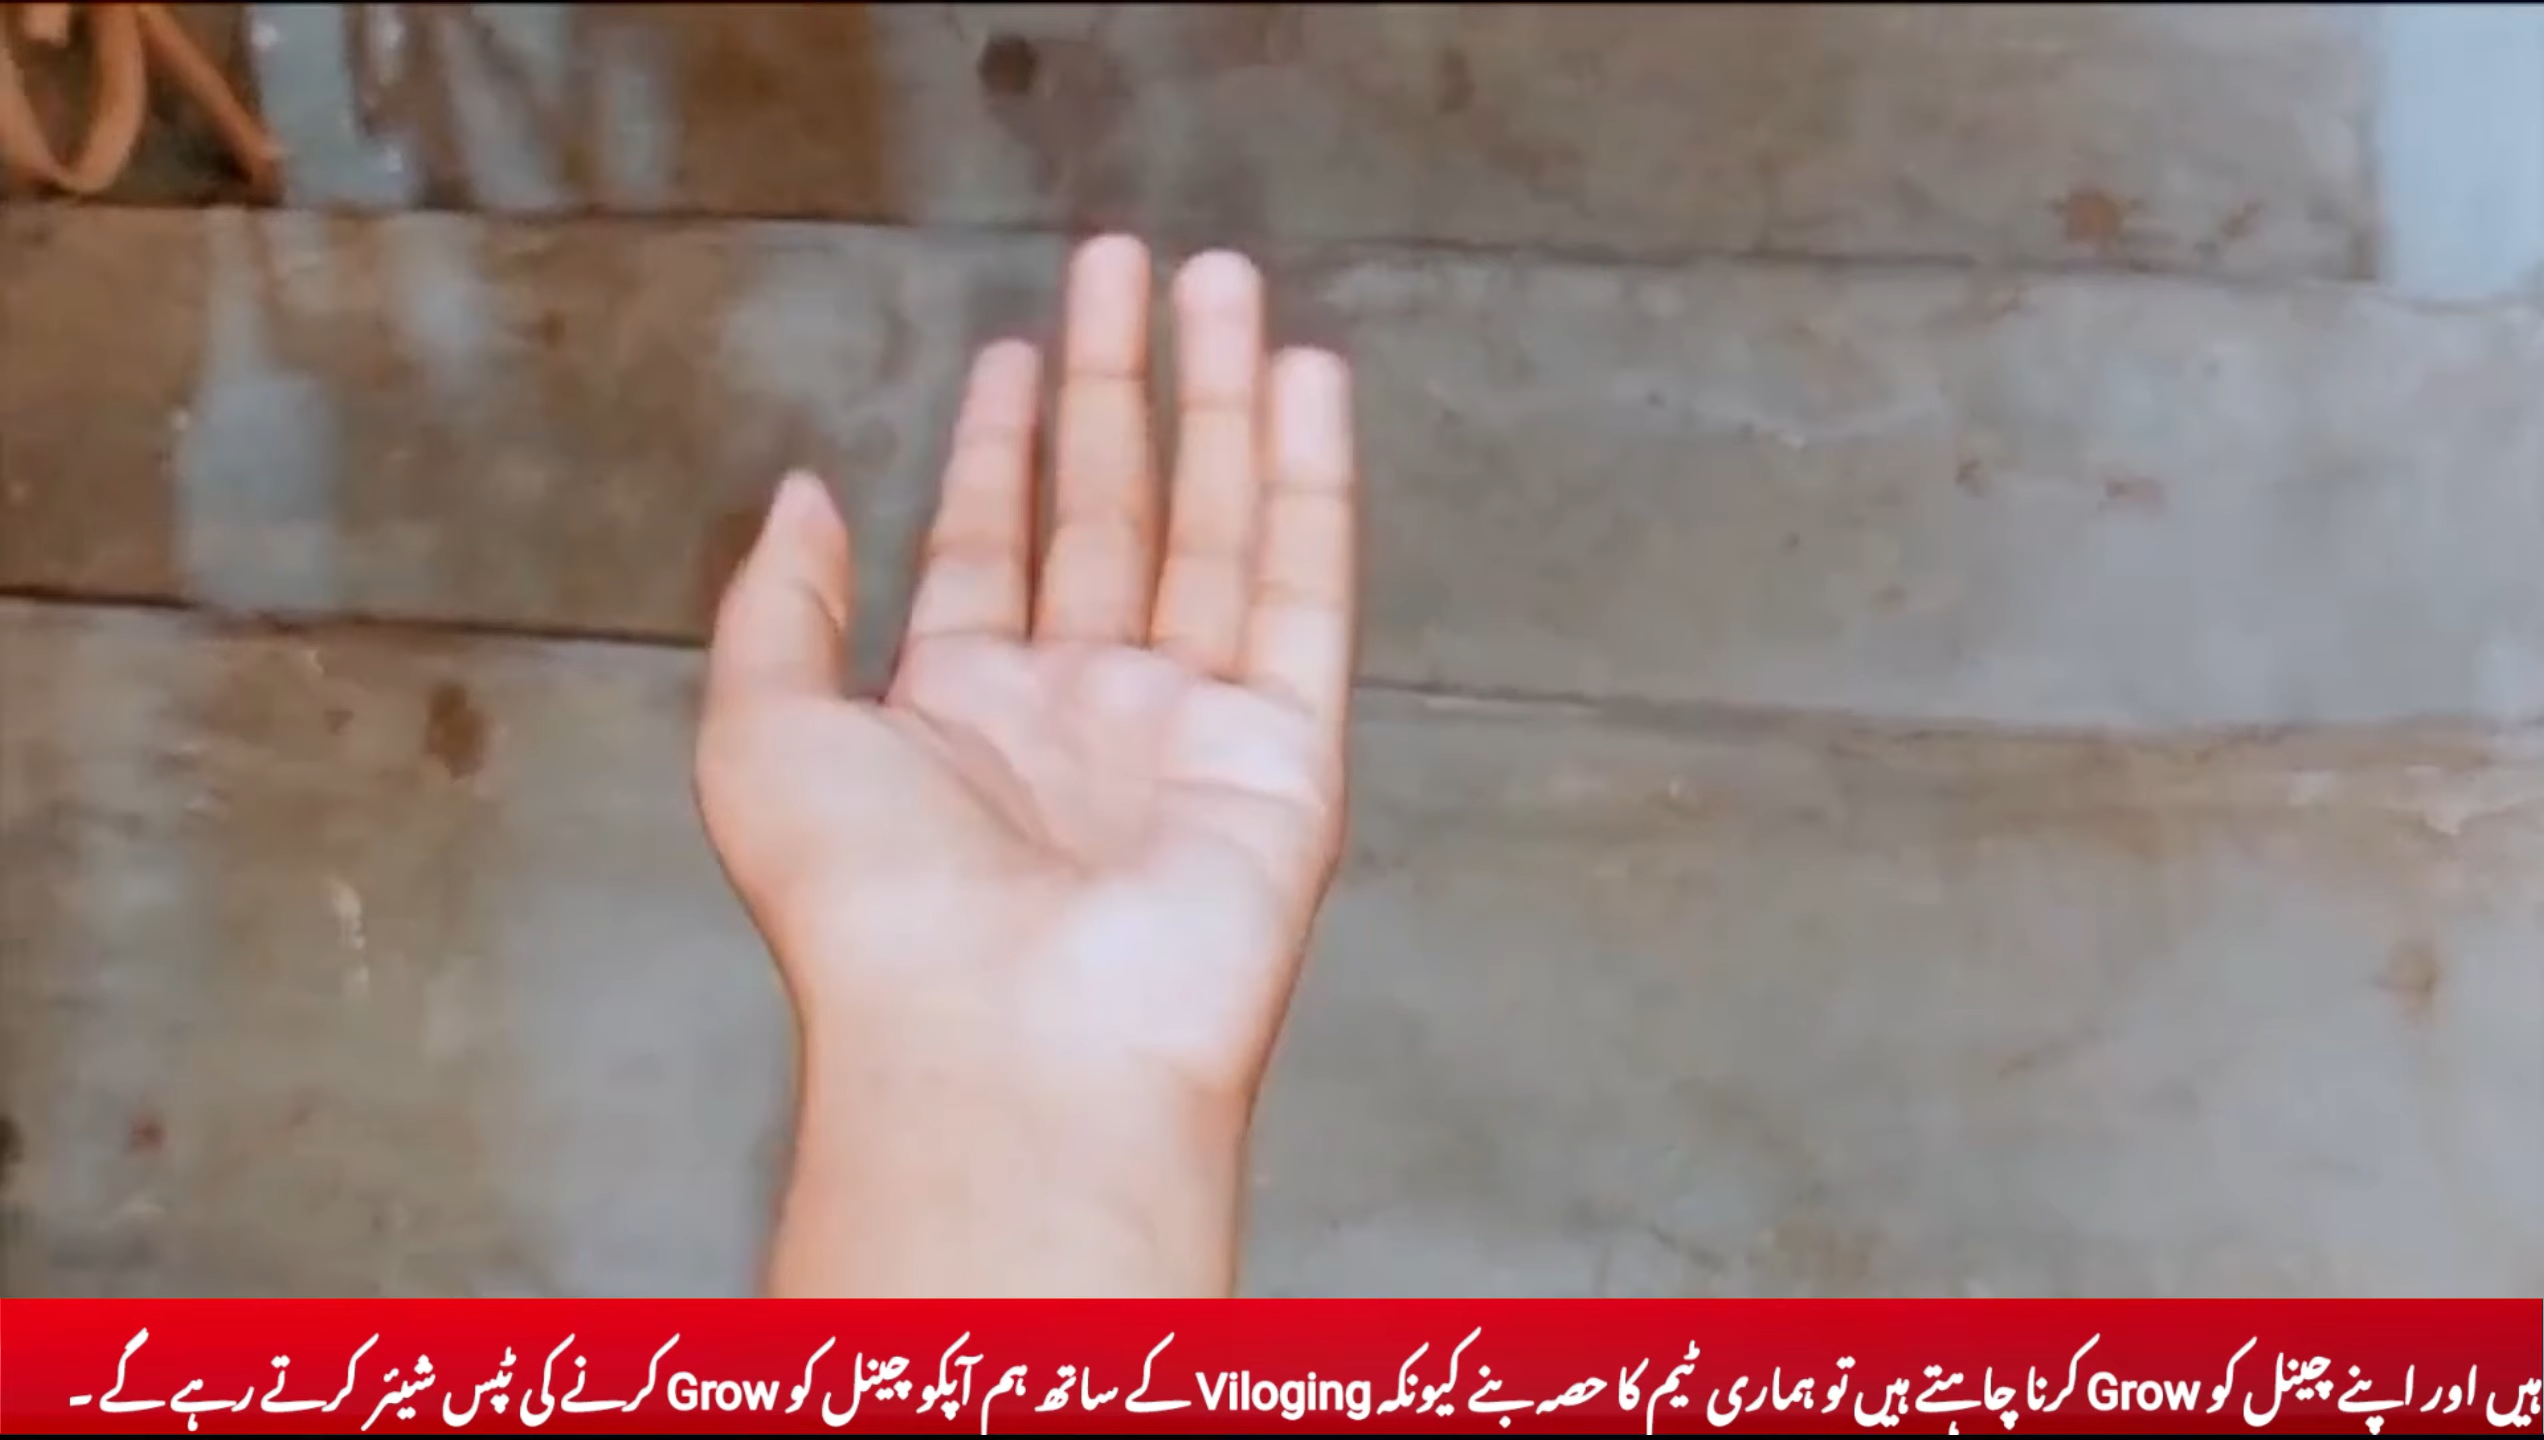 ہیں اور اپنے چینل کو Grow کرنا چاہتے ہیں تو ہماری ٹیم کا حصہ بنے کیونکہ Viloging کے ساتھ ہم آپکو چینل کو Grow کرنے کی ٹپس شیئر کرتے رہے گے۔